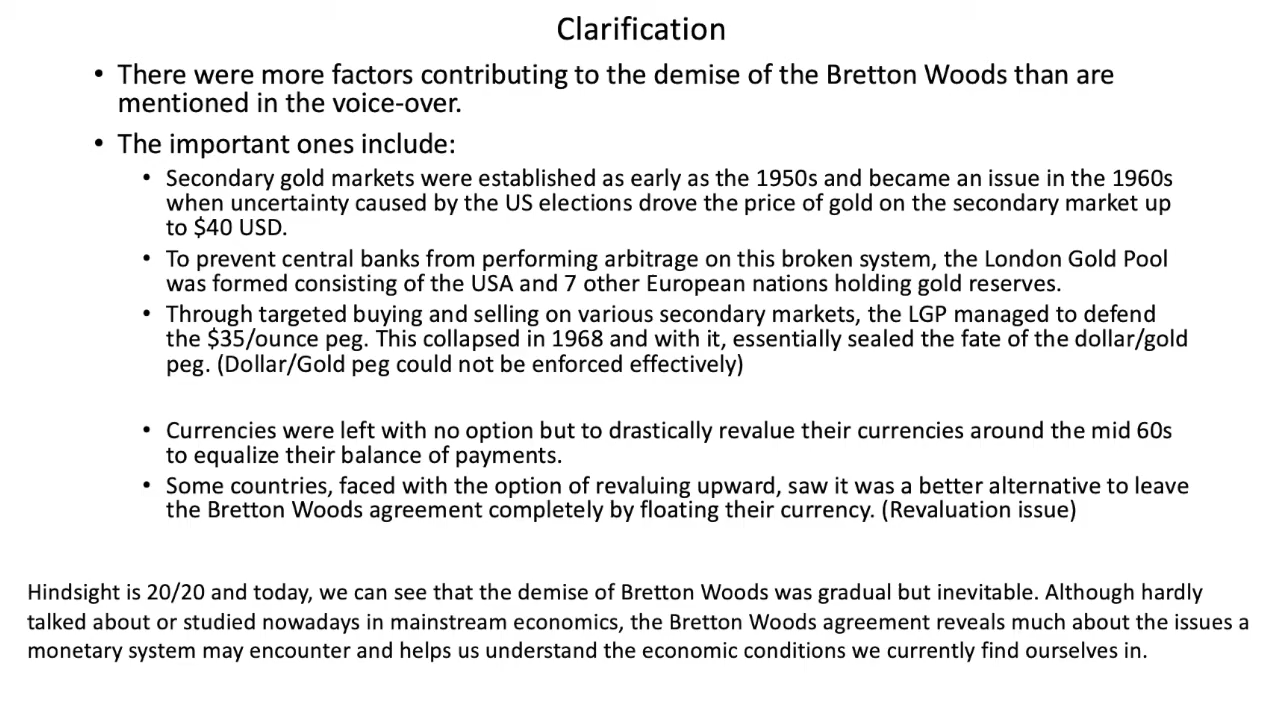 Clarification
• There were more factors contributing to the demise of the Bretton Woods than are
mentioned in the voice-over.
• The important ones include:
• Secondary gold markets were established as early as the 1950s and became an issue in the 1960s
when uncertainty caused by the US elections drove the price of gold on the secondary market up
to $40 USD.
• To prevent central banks from performing arbitrage on this broken system, the London Gold Pool
was formed consisting of the USA and 7 other European nations holding gold reserves.
• Through targeted buying and selling on various secondary markets, the LGP managed to defend
the $35/ounce peg. This collapsed in 1968 and with it, essentially sealed the fate of the dollar/gold
peg. (Dollar/Gold peg could not be enforced effectively)
• Currencies were left with no option but to drastically revalue their currencies around the mid 60s
to equalize their balance of payments.
• Some countries, faced with the option of revaluing upward, saw it was a better alternative to leave
the Bretton Woods agreement completely by floating their currency. (Revaluation issue)
Hindsight is 20/20 and today, we can see that the demise of Bretton Woods was gradual but inevitable. Although hardly
talked about or studied nowadays in mainstream economics, the Bretton Woods agreement reveals much about the issues a
monetary system may encounter and helps us understand the economic conditions we currently find ourselves in.